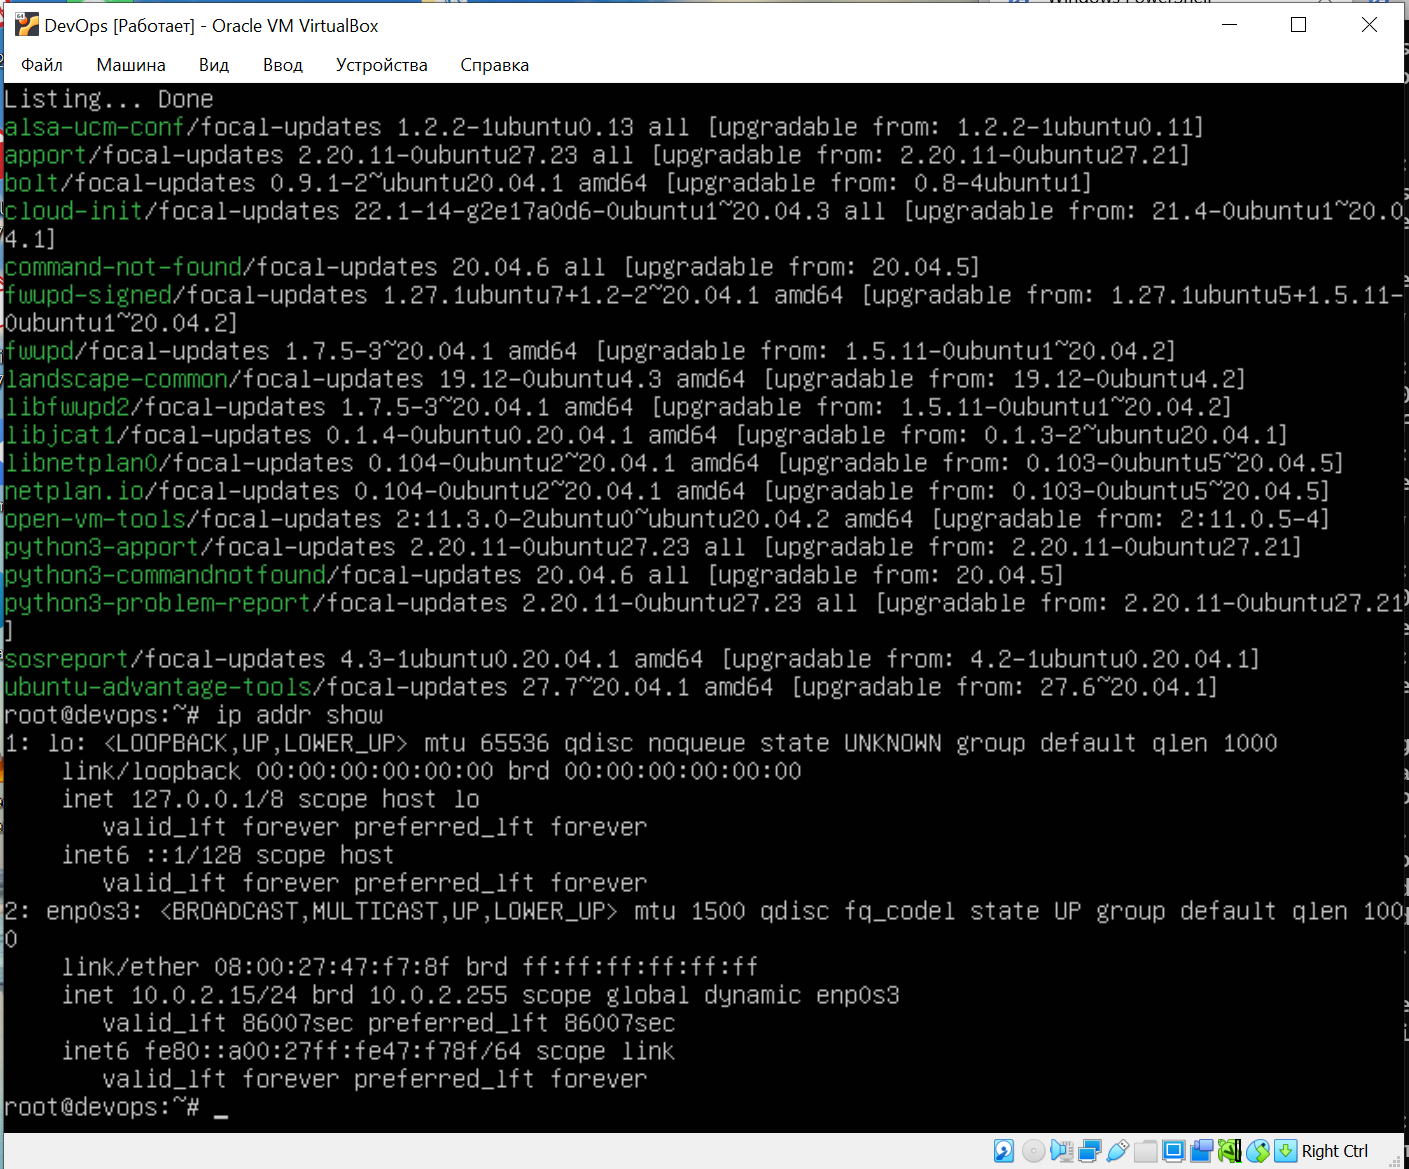 Windows PowerShell
DevOps [Работает] - Oracle VM VirtualBox
Файл Машина Вид Ввод Устройства Справка
Listing... Done
alsa-ucm-conf/focal-updates 1.2.2-1ubuntu0.13 all [upgradable from: 1.2.2-1ubuntu0.11]
apport/focal-updates 2.20.11-0ubuntu27.23 all [upgradable from: 2.20.11-0ubuntu27.21]
bolt/focal-updates 0.9.1-2~ubuntu20.04.1 amd64 [upgradable from: 0.8-4ubuntu1]
cloud-init/focal-updates 22.1-14-g2e17a0d6-0ubuntu1~20.04.3 all [upgradable from: 21.4-0ubuntu1~20.0
4.1]
command-not-found/focal-updates 20.04.6 all [upgradable from: 20.04.5]
fwupd-signed/focal-updates 1.27.1ubuntu7+1.2-2~20.04.1 amd64 [upgradable from: 1.27.1ubuntu5+1.5.11-
0ubuntu1~20.04.2]
fwupd/focal-updates 1.7.5-3~20.04.1 amd64 [upgradable from: 1.5.11-0ubuntu1~20.04.2]
landscape-common/focal-updates 19.12-0ubuntu4.3 amd64 [upgradable from: 19.12-0ubuntu4.2]
libfwupd2/focal-updates 1.7.5-3~20.04.1 amd64 [upgradable from: 1.5.11-0ubuntu1~20.04.2]
libjcat1/focal-updates 0.1.4-0ubuntu0.20.04.1 amd64 [upgradable from: 0.1.3-2~ubuntu20.04.1]
libnetplan0/focal-updates 0.104-0ubuntu2~20.04.1 amd64 [upgradable from: 0.103-0ubuntu5~20.04.5]
netplan.io/focal-updates 0.104-0ubuntu2~20.04.1 amd64 [upgradable from: 0.103-0ubuntu5~20.04.5]
open-vm-tools/focal-updates 2:11.3.0-2ubuntu0~ubuntu20.04.2 amd64 [upgradable from: 2:11.0.5-4]
python3-apport/focal-updates 2.20.11-0ubuntu27.23 all [upgradable from: 2.20.11-0ubuntu27.21]
python3-commandnotfound/focal-updates 20.04.6 all [upgradable from: 20.04.5]
python3-problem-report/focal-updates 2.20.11-0ubuntu27.23 all [upgradable from: 2.20.11-0ubuntu27.21
]
sosreport/focal-updates 4.3-1ubuntu0.20.04.1 amd64 [upgradable from: 4.2-1ubuntu0.20.04.1]
ubuntu-advantage-tools/focal-updates 27.7~20.04.1 amd64 [upgradable from: 27.6~20.04.1]
root@devops:~# ip addr show
1: lo: <LOOPBACK,UP,LOWER_UP> mtu 65536 qdisc noqueue state UNKNOWN group default qlen 1000
    link/loopback 00:00:00:00:00:00 brd 00:00:00:00:00:00
    inet 127.0.0.1/8 scope host lo
       valid_lft forever preferred_lft forever
    inet6 ::1/128 scope host
       valid_lft forever preferred_lft forever
2: enp0s3: <BROADCAST,MULTICAST,UP,LOWER_UP> mtu 1500 qdisc fq_codel state UP group default qlen 100
0
    link/ether 08:00:27:47:f7:8f brd ff:ff:ff:ff:ff:ff
    inet 10.0.2.15/24 brd 10.0.2.255 scope global dynamic enp0s3
       valid_lft 86007sec preferred_lft 86007sec
    inet6 fe80::a00:27ff:fe47:f78f/64 scope link
       valid_lft forever preferred_lft forever
root@devops:~# _
Right Ctrl